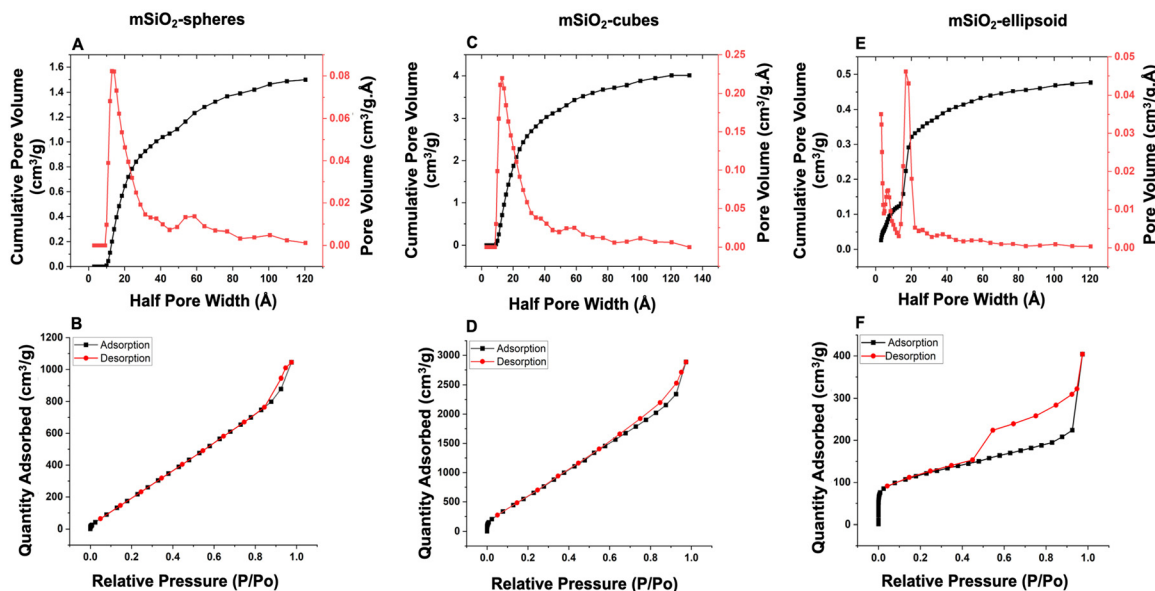 mSiO2-spheres
mSiO2-cubes
mSiO2-ellipsoid
A
Cumulative Pore Volume
(cm3/g)
1.6
1.4
1.2
1.0
0.8
0.6
0.4
0.2
0.0
0.08
0.06
0.04
0.02
0.00
Pore Volume (cm3/g.Å)
0 20 40 60 80 100 120
Half Pore Width (Å)
C
Cumulative Pore Volume
(cm3/g)
4
3
2
1
0
0.25
0.20
0.15
0.10
0.05
0.00
Pore Volume (cm3/g.Å)
0 20 40 60 80 100 120 140
Half Pore Width (Å)
E
Cumulative Pore Volume
(cm3/g)
0.5
0.4
0.3
0.2
0.1
0.0
0.05
0.04
0.03
0.02
0.01
0.00
Pore Volume (cm3/g.Å)
0 20 40 60 80 100 120
Half Pore Width (Å)
B
Adsorption
Desorption
Quantity Adsorbed (cm3/g)
1200
1000
800
600
400
200
0
0.0 0.2 0.4 0.6 0.8 1.0
Relative Pressure (P/Po)
D
Adsorption
Desorption
Quantity Adsorbed (cm3/g)
3000
2500
2000
1500
1000
500
0
0.0 0.2 0.4 0.6 0.8 1.0
Relative Pressure (P/Po)
F
Adsorption
Desorption
Quantity Adsorbed (cm3/g)
400
300
200
100
0
0.0 0.2 0.4 0.6 0.8 1.0
Relative Pressure (P/Po)